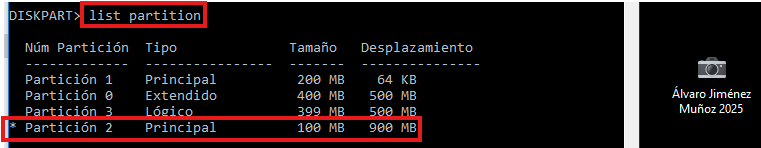 DISKPART> list partition
Núm Partición  Tipo              Tamaño   Desplazamiento
-------------  ----------------  -------  ---------------
Partición 1    Principal          200 MB    64 KB
Partición 0    Extendido          400 MB   500 MB
Partición 3    Lógico             399 MB   500 MB
* Partición 2    Principal          100 MB   900 MB
Álvaro Jiménez
Muñoz 2025